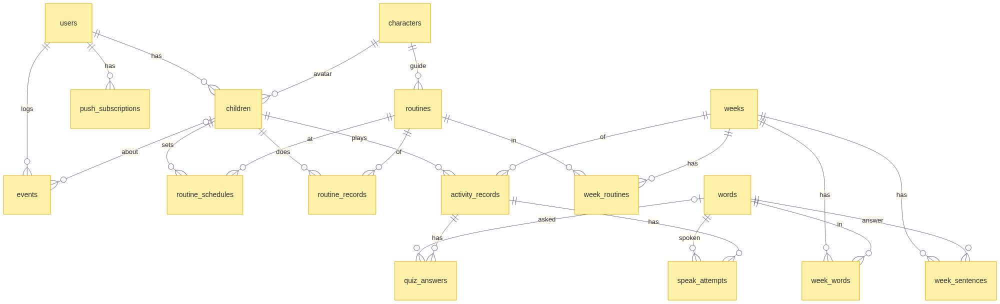 users
characters
has
has
guide
avatar
logs
push_subscriptions
children
routines
weeks
about
sets
does
plays
at
of
in
of
has
events
routine_schedules
routine_records
activity_records
week_routines
words
has
has
asked
has
has
spoken
in
answer
quiz_answers
speak_attempts
week_words
week_sentences